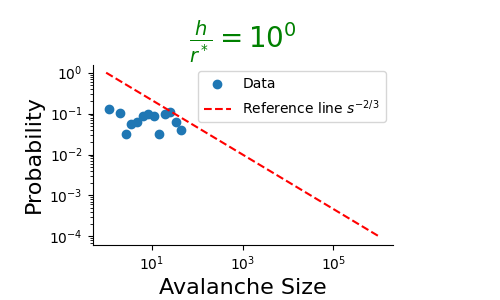 $\frac{h}{r^*} = 10^0$
Probability
10^0
10^{-1}
10^{-2}
10^{-3}
10^{-4}
Data
Reference line $s^{-2/3}$
10^1
10^3
10^5
Avalanche Size